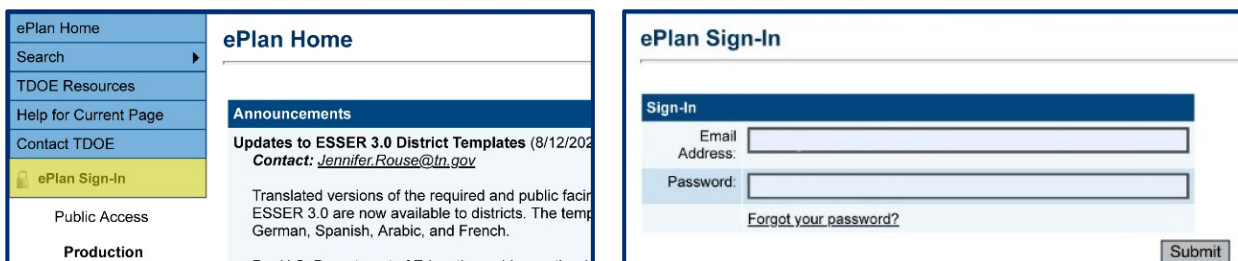 ePlan Home
Search
TDOE Resources
Help for Current Page
Contact TDOE
ePlan Sign-In
Public Access
Production
ePlan Home
Announcements
Updates to ESSER 3.0 District Templates (8/12/202
Contact: Jennifer.Rouse@tn.gov
Translated versions of the required and public facin
ESSER 3.0 are now available to districts. The temp
German, Spanish, Arabic, and French.
ePlan Sign-In
Sign-In
Email
Address:
Password:
Forgot your password?
Submit